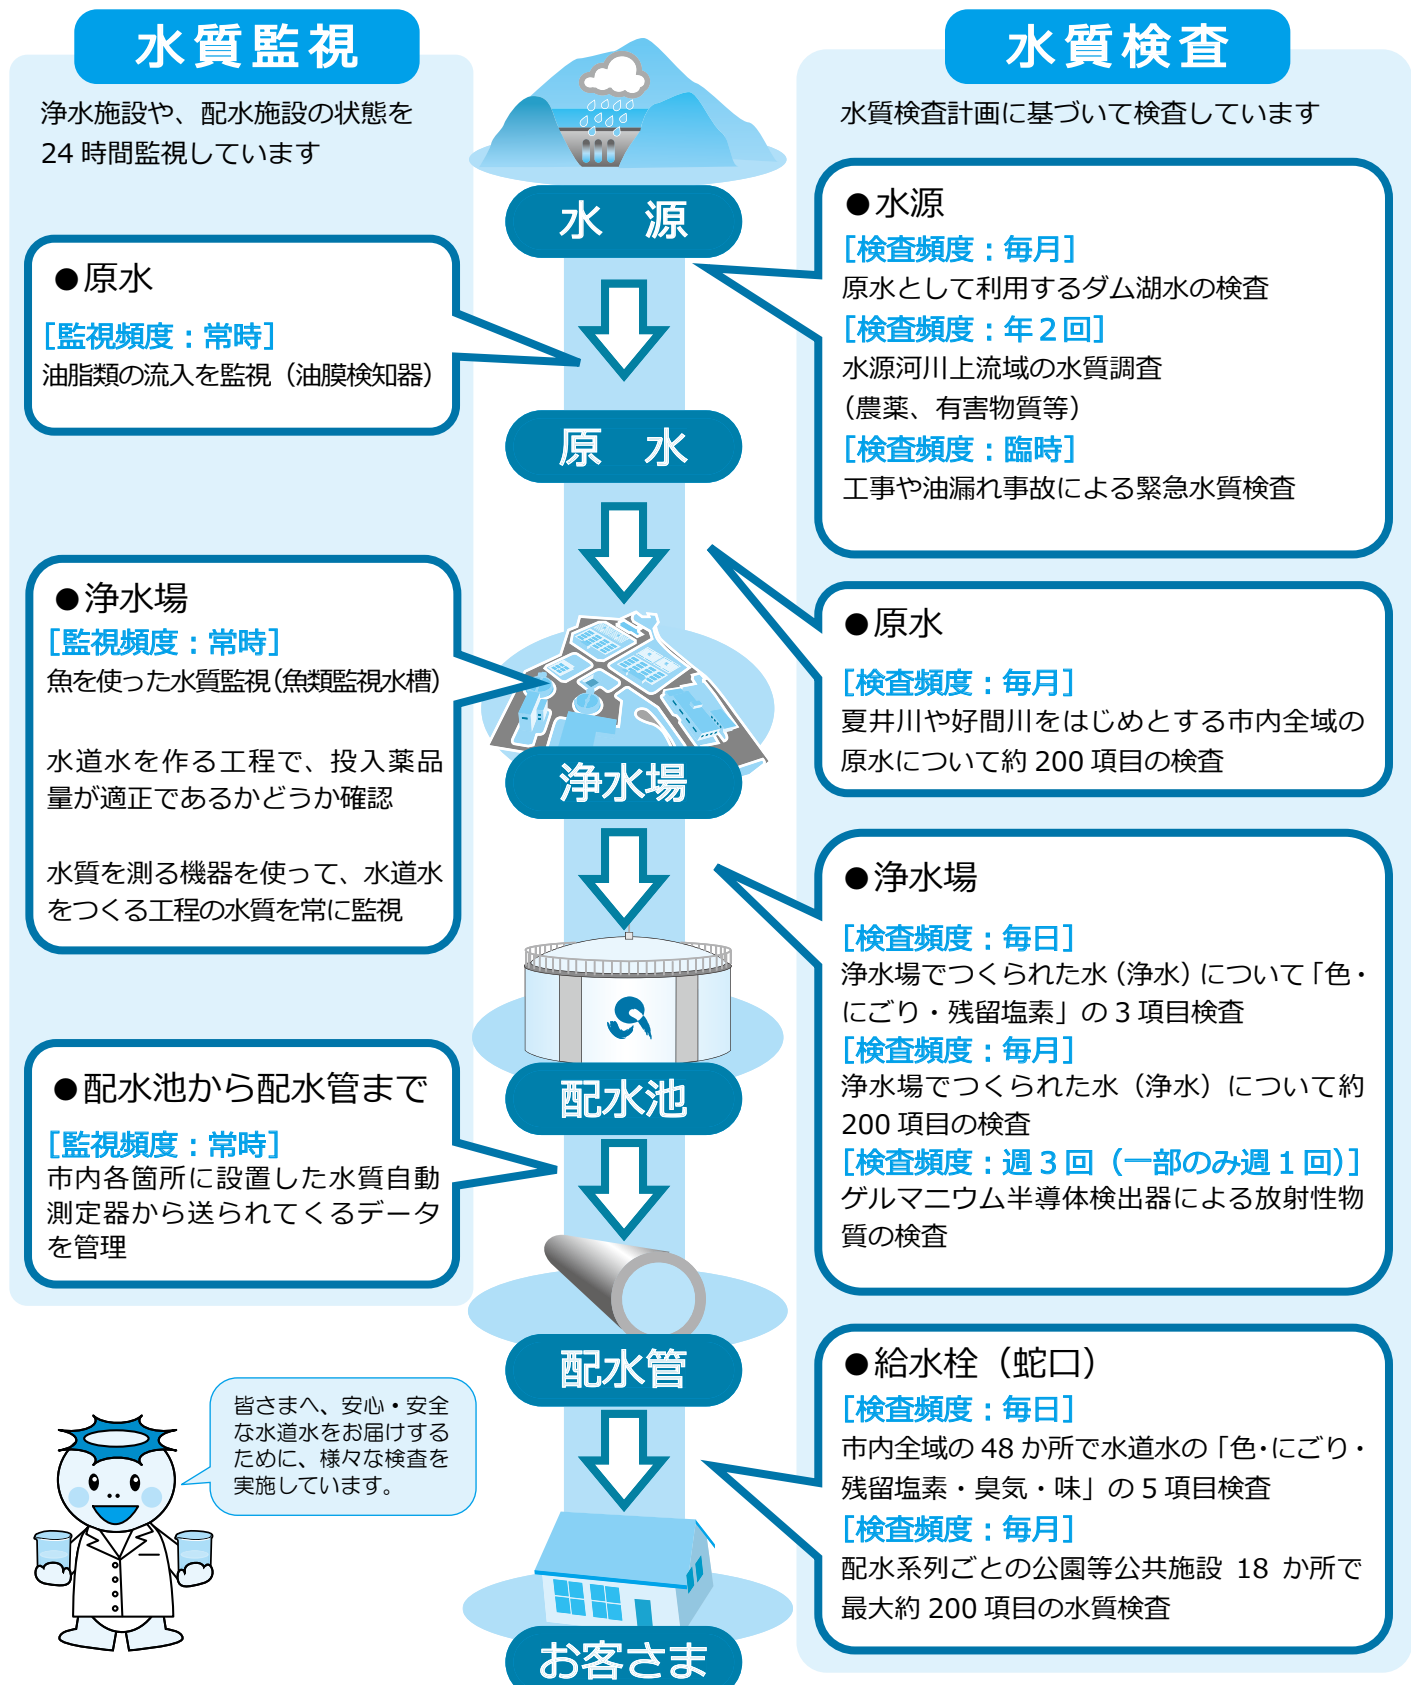 水質監視
浄水施設や、配水施設の状態を
24 時間監視しています
●原水
［監視頻度：常時］
油脂類の流入を監視（油膜検知器）
●浄水場
［監視頻度：常時］
魚を使った水質監視（魚類監視水槽）
水道水を作る工程で、投入薬品
量が適正であるかどうか確認
水質を測る機器を使って、水道水
をつくる工程の水質を常に監視
●配水池から配水管まで
［監視頻度：常時］
市内各箇所に設置した水質自動
測定器から送られてくるデータ
を管理
皆さまへ、安心・安全
な水道水をお届けする
ために、様々な検査を
実施しています。
水　源
原　水
浄水場
配水池
配水管
お客さま
水質検査
水質検査計画に基づいて検査しています
●水源
［検査頻度：毎月］
原水として利用するダム湖水の検査
［検査頻度：年２回］
水源河川上流域の水質調査
（農薬、有害物質等）
［検査頻度：臨時］
工事や油漏れ事故による緊急水質検査
●原水
［検査頻度：毎月］
夏井川や好間川をはじめとする市内全域の
原水について約 200 項目の検査
●浄水場
［検査頻度：毎日］
浄水場でつくられた水（浄水）について「色・
にごり・残留塩素」の 3 項目検査
［検査頻度：毎月］
浄水場でつくられた水（浄水）について約
200 項目の検査
［検査頻度：週３回（一部のみ週１回）］
ゲルマニウム半導体検出器による放射性物
質の検査
●給水栓（蛇口）
［検査頻度：毎日］
市内全域の 48 か所で水道水の「色・にごり・
残留塩素・臭気・味」の 5 項目検査
［検査頻度：毎月］
配水系列ごとの公園等公共施設 18 か所で
最大約 200 項目の水質検査